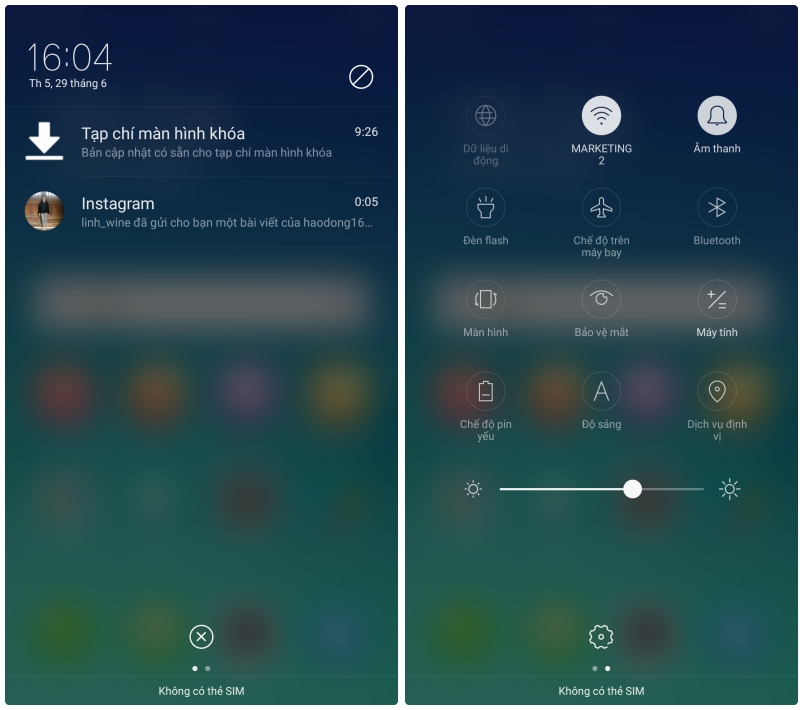 16:04
Th 5, 29 tháng 6
Tạp chí màn hình khóa 9:26
Bản cập nhật có sẵn cho tạp chí màn hình khóa
Instagram 0:05
linh_wine đã gửi cho bạn một bài viết của haodong16...
Không có thẻ SIM
Dữ liệu di
động
MARKETING
2
Âm thanh
Đèn flash
Chế độ trên
máy bay
Bluetooth
Màn hình
Bảo vệ mắt
Máy tính
Chế độ pin
yếu
A
Độ sáng
Dịch vụ định
vị
Không có thẻ SIM